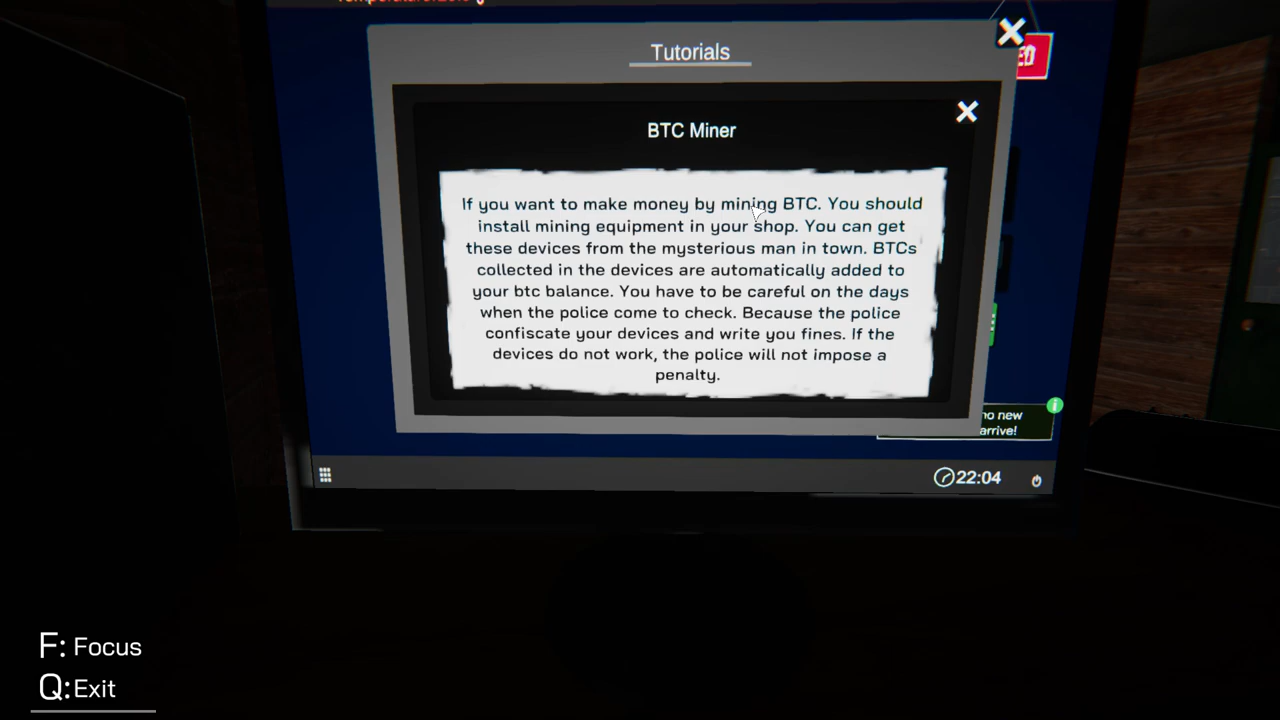 Tutorials
BTC Miner
If you want to make money by mining BTC. You should
install mining equipment in your shop. You can get
these devices from the mysterious man in town. BTCs
collected in the devices are automatically added to
your btc balance. You have to be careful on the days
when the police come to check. Because the police
confiscate your devices and write you fines. If the
devices do not work, the police will not impose a
penalty.
no new
arrive!
22:04
F: Focus
Q:Exit